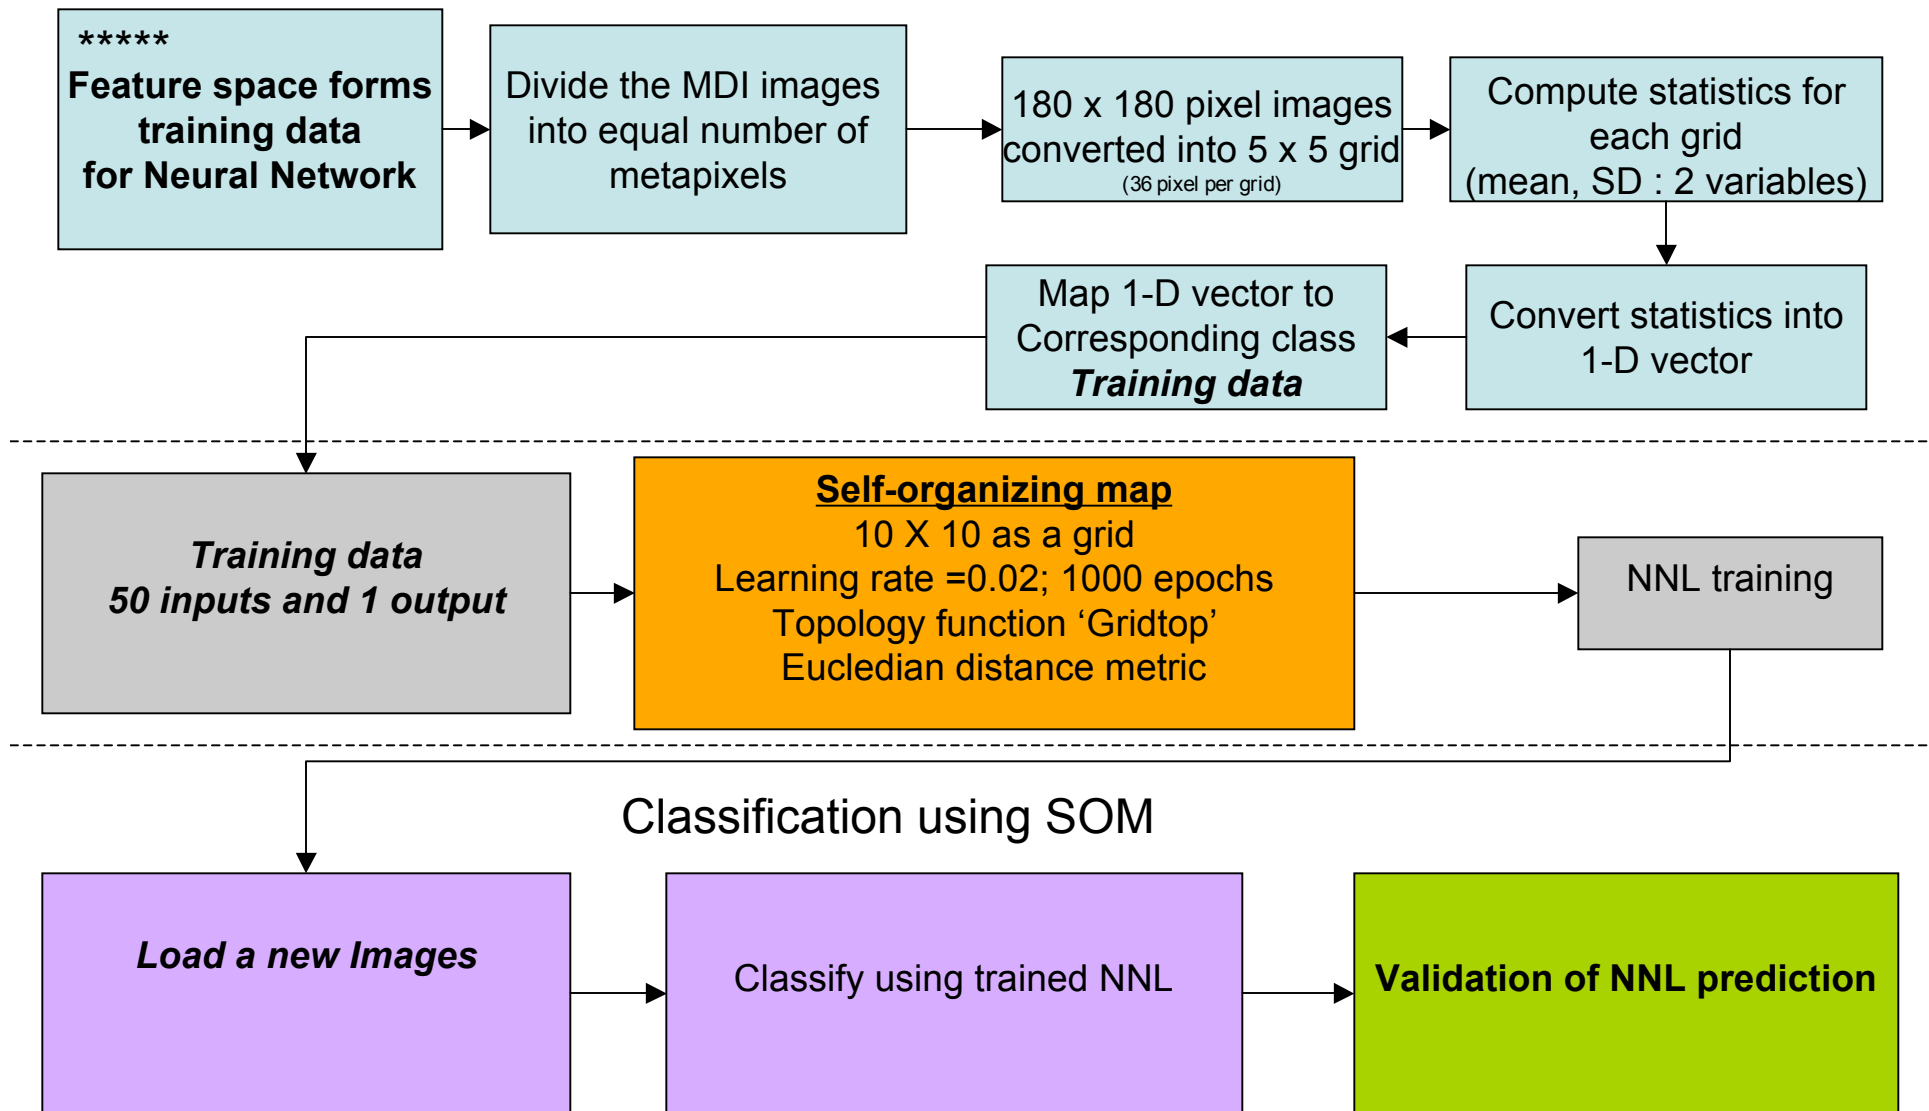 *****
Feature space forms
training data
for Neural Network
Divide the MDI images
into equal number of
metapixels
180 x 180 pixel images
converted into 5 x 5 grid
(36 pixel per grid)
Compute statistics for
each grid
(mean, SD : 2 variables)
Convert statistics into
1-D vector
Map 1-D vector to
Corresponding class
Training data
Training data
50 inputs and 1 output
Self-organizing map
10 X 10 as a grid
Learning rate =0.02; 1000 epochs
Topology function ‘Gridtop’
Eucledian distance metric
NNL training
Classification using SOM
Load a new Images
Classify using trained NNL
Validation of NNL prediction